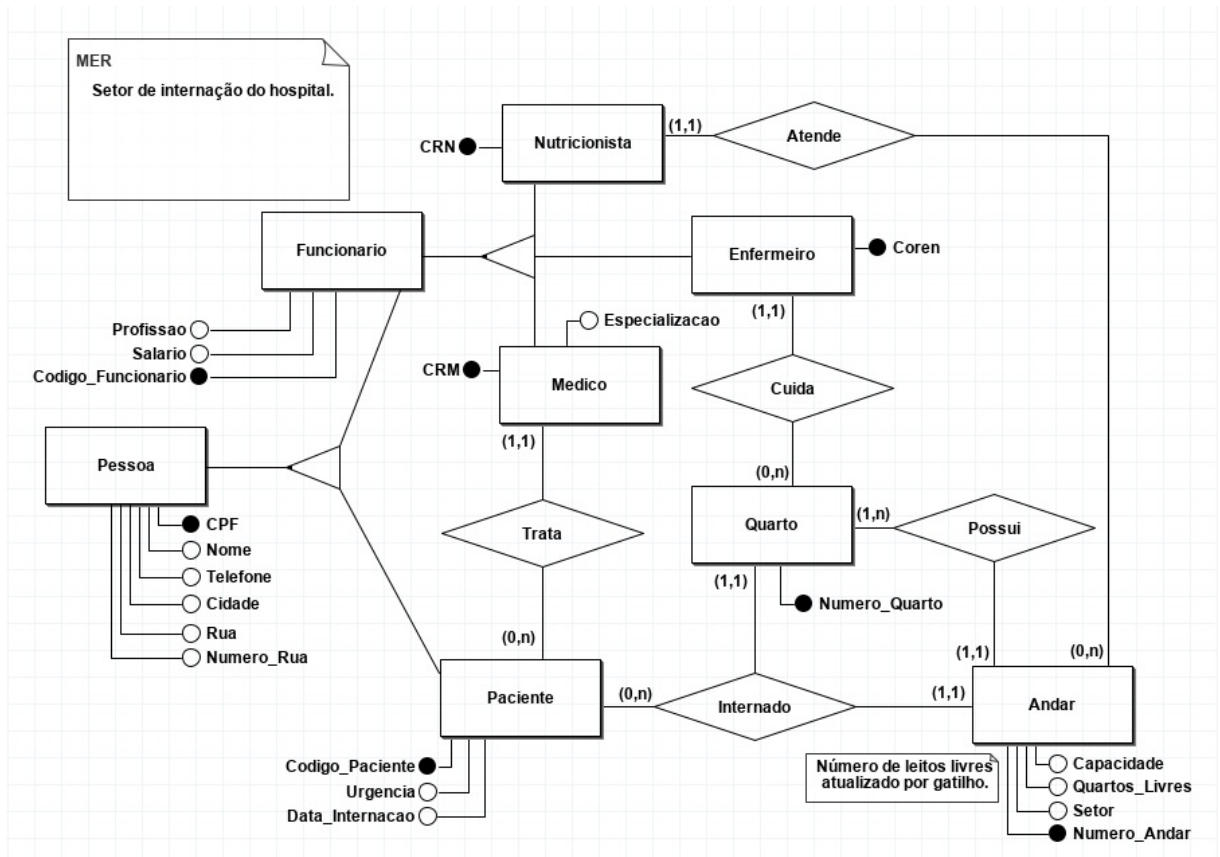 MER
Setor de internação do hospital.
Nutricionista
CRN
(1,1)
Atende
Funcionario
Profissao
Salario
Codigo_Funcionario
Enfermeiro
Coren
(1,1)
Especializacao
CRM
Medico
(1,1)
Cuida
(0,n)
Pessoa
CPF
Nome
Telefone
Cidade
Rua
Numero_Rua
Trata
(0,n)
Quarto
(1,n)
Possui
(1,1)
Numero_Quarto
(1,1)
(0,n)
Paciente
(0,n)
Internado
(1,1)
Andar
Codigo_Paciente
Urgencia
Data_Internacao
Número de leitos livres
atualizado por gatilho.
Capacidade
Quartos_Livres
Setor
Numero_Andar